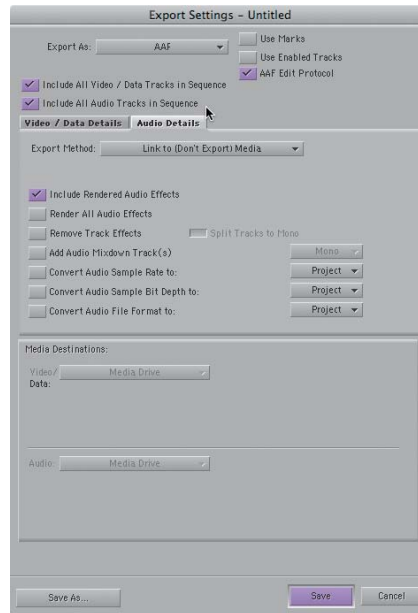 Export Settings – Untitled
Export As: AAF
Use Marks
Use Enabled Tracks
AAF Edit Protocol
Include All Video / Data Tracks in Sequence
Include All Audio Tracks in Sequence
Video / Data Details Audio Details
Export Method: Link to (Don't Export) Media
Include Rendered Audio Effects
Render All Audio Effects
Remove Track Effects Split Tracks to Mono
Add Audio Mixdown Track(s) Mono
Convert Audio Sample Rate to: Project
Convert Audio Sample Bit Depth to: Project
Convert Audio File Format to: Project
Media Destinations:
Video/ Media Drive
Data:
Audio: Media Drive
Save As... Save Cancel